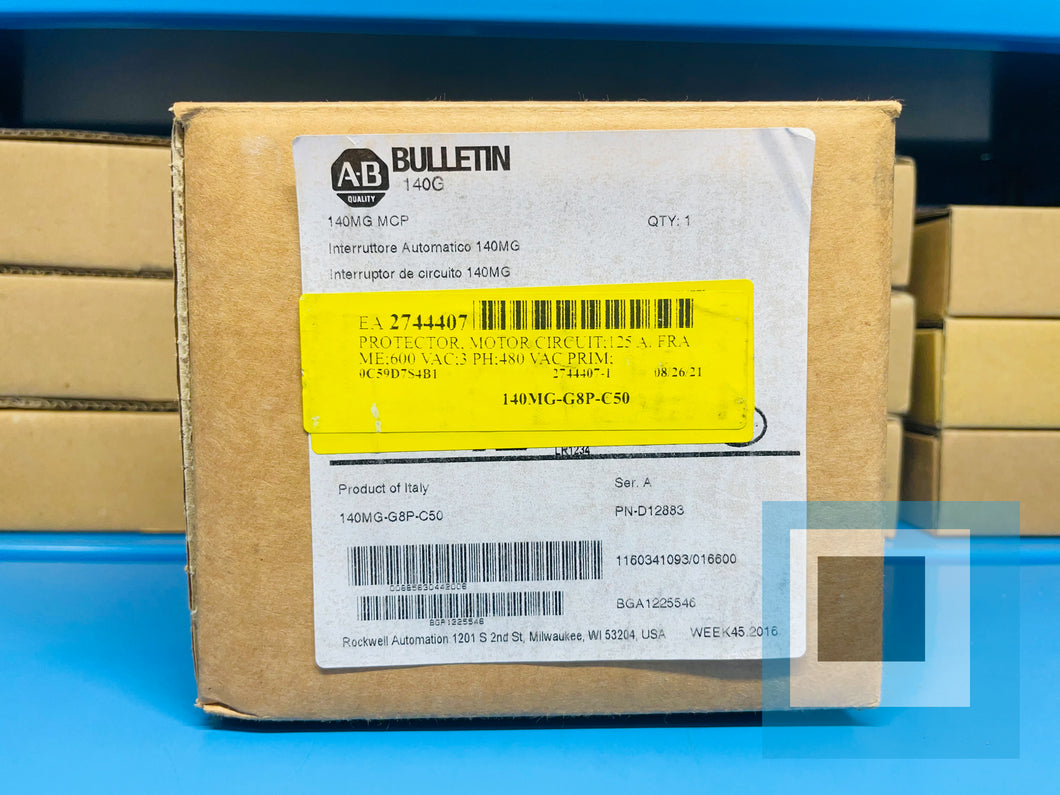 A-B
QUALITY
BULLETIN
140G
140MG MCP QTY: 1
Interruttore Automatico 140MG
Interruptor de circuito 140MG
EA 2744407
PROTECTOR, MOTOR CIRCUIT;125 A, FRA
ME;600 VAC;3 PH;480 VAC PRIM;
0C59D7S4B1 2744407-1 08/26/21
140MG-G8P-C50
LR1234
Product of Italy Ser. A
140MG-G8P-C50 PN-D12883
1160341093/016600
00885630442006
BGA1225546
BGA1225546
Rockwell Automation 1201 S 2nd St, Milwaukee, WI 53204, USA WEEK45.2016